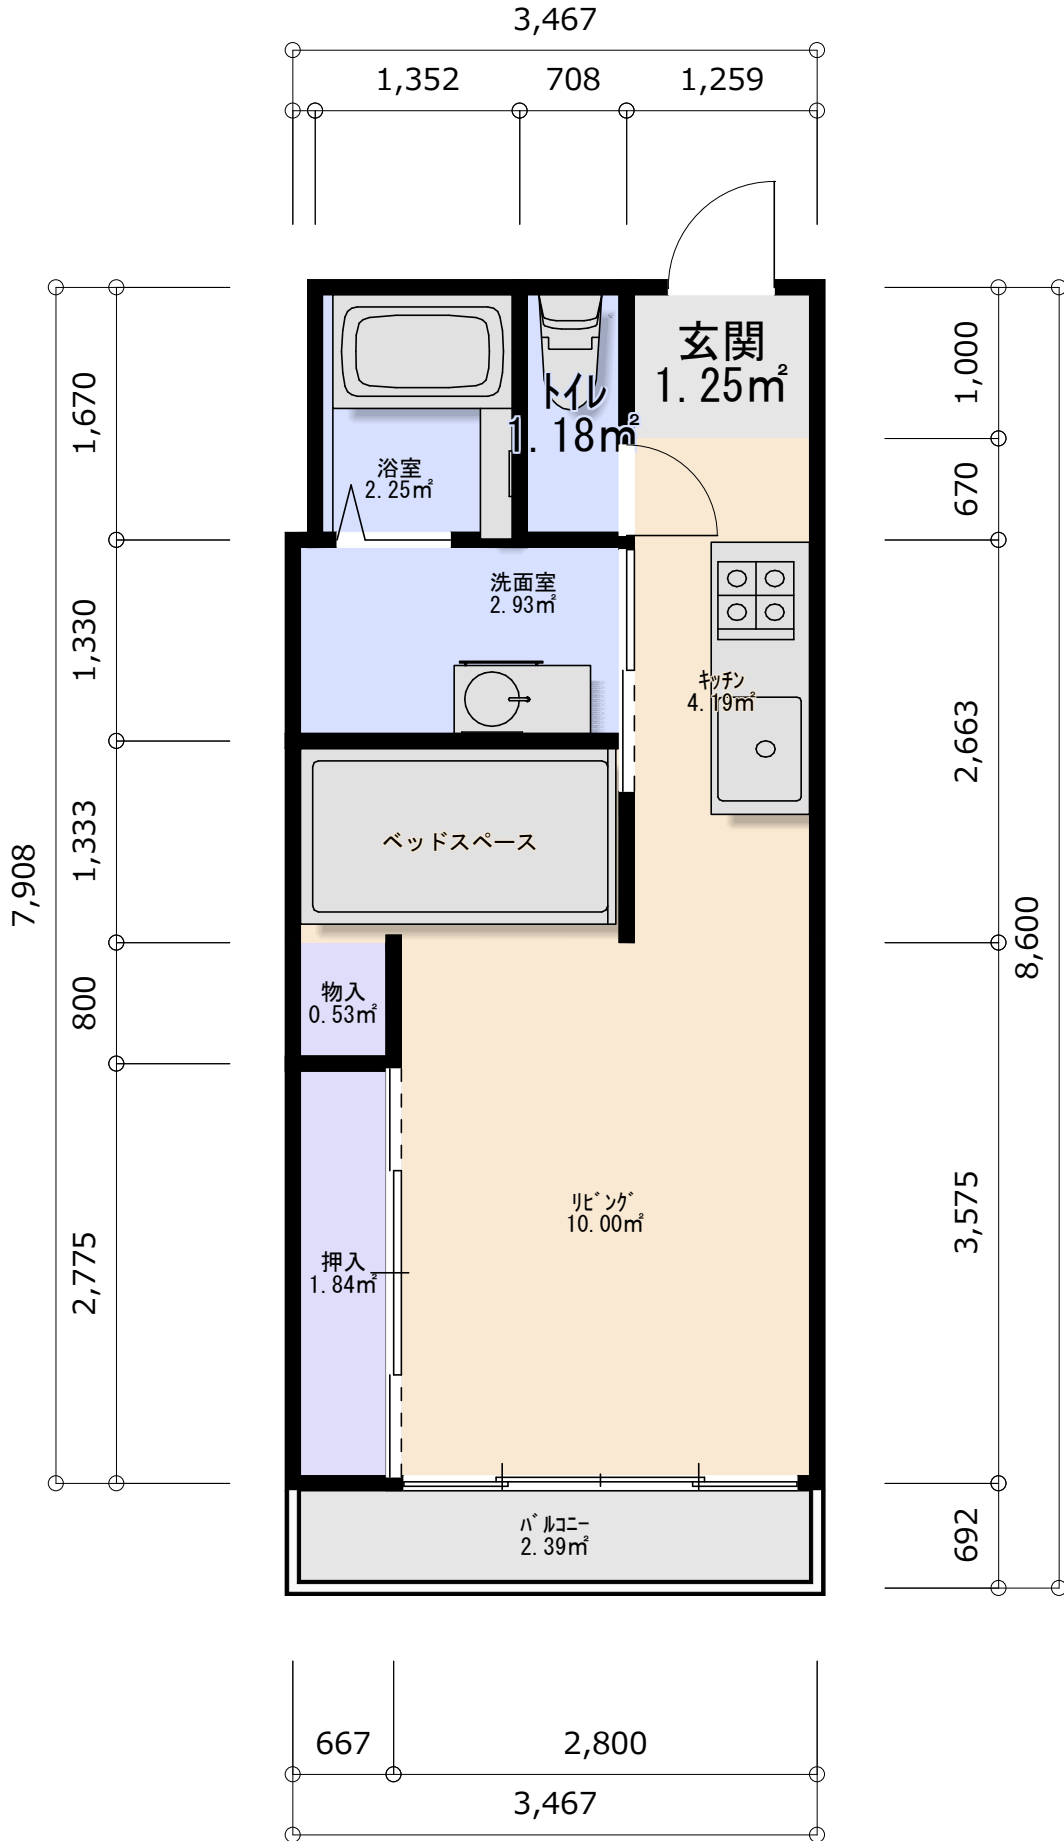 3,467
1,352
708
1,259
玄関
1.25㎡
トイレ
1.18㎡
浴室
2.25㎡
洗面室
2.93㎡
ｷｯﾁﾝ
4.19㎡
ベッドスペース
物入
0.53㎡
ﾘﾋﾞﾝｸﾞ
10.00㎡
押入
1.84㎡
ﾊﾞﾙｺﾆｰ
2.39㎡
1,670
1,330
1,333
800
2,775
7,908
1,000
670
2,663
3,575
692
8,600
667
2,800
3,467